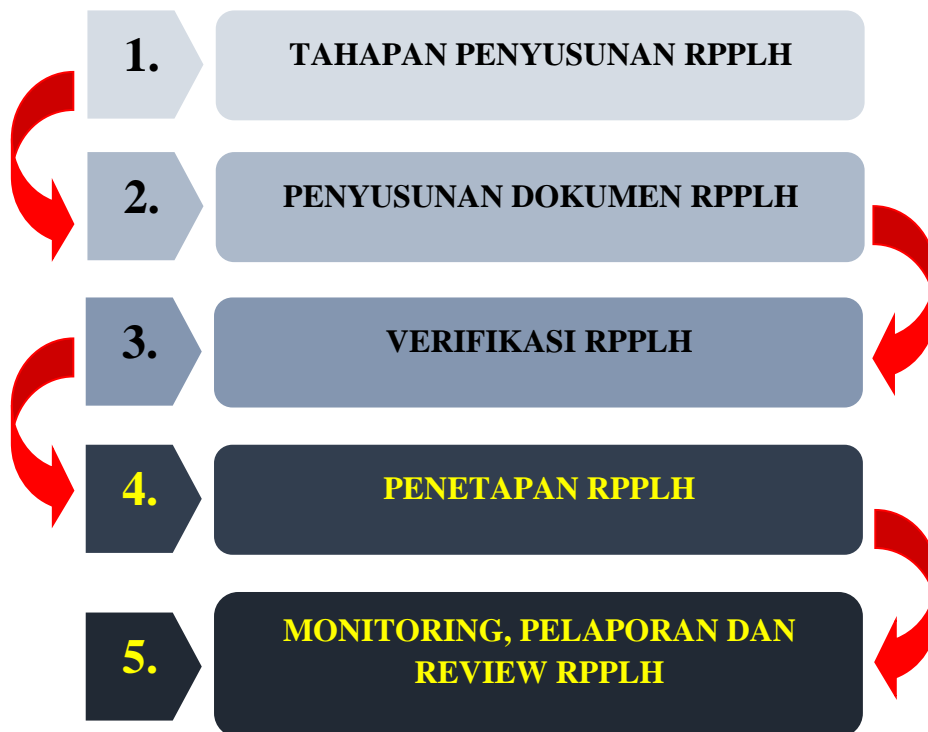 1.
TAHAPAN PENYUSUNAN RPPLH
2.
PENYUSUNAN DOKUMEN RPPLH
3.
VERIFIKASI RPPLH
4.
PENETAPAN RPPLH
5.
MONITORING, PELAPORAN DAN
REVIEW RPPLH